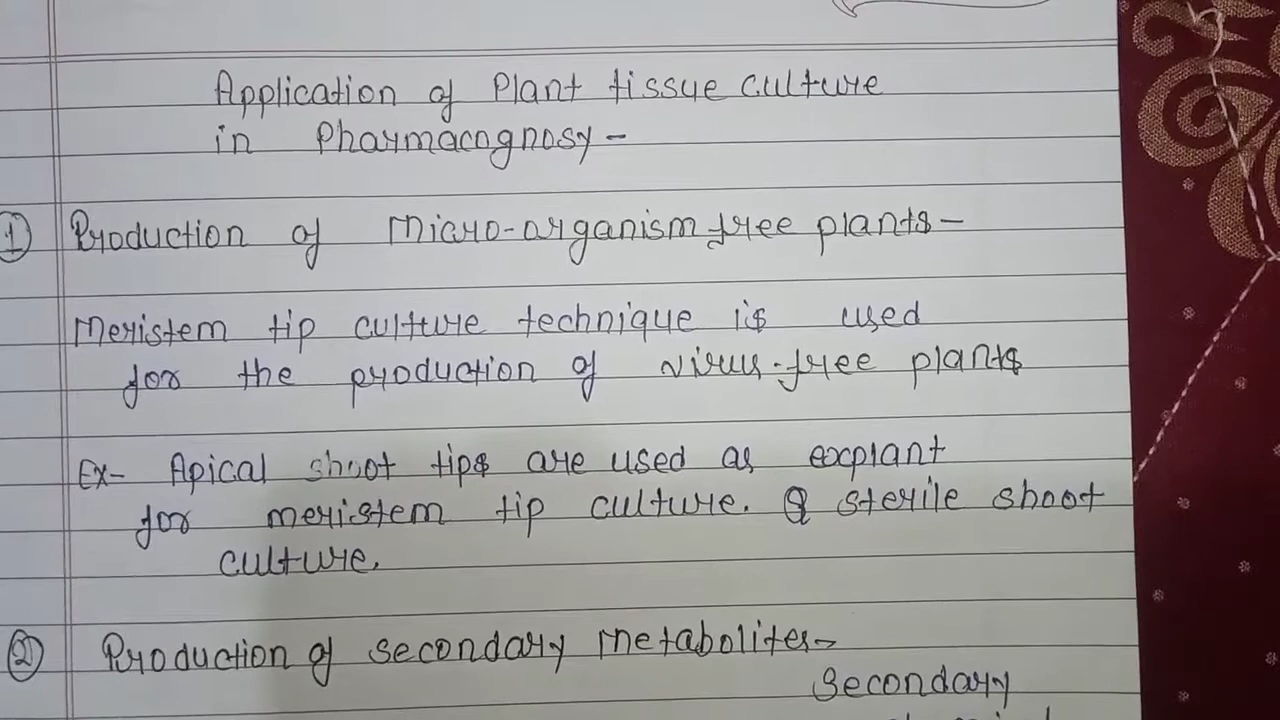 Application of Plant tissue culture
in Pharmacognosy -
① Production of Micro-organism-free plants -
Meristem tip culture technique is used
for the production of virus-free plants
Ex- Apical shoot tips are used as explant
for meristem tip culture. & sterile shoot
culture.
② Production of secondary metabolites -
Secondary